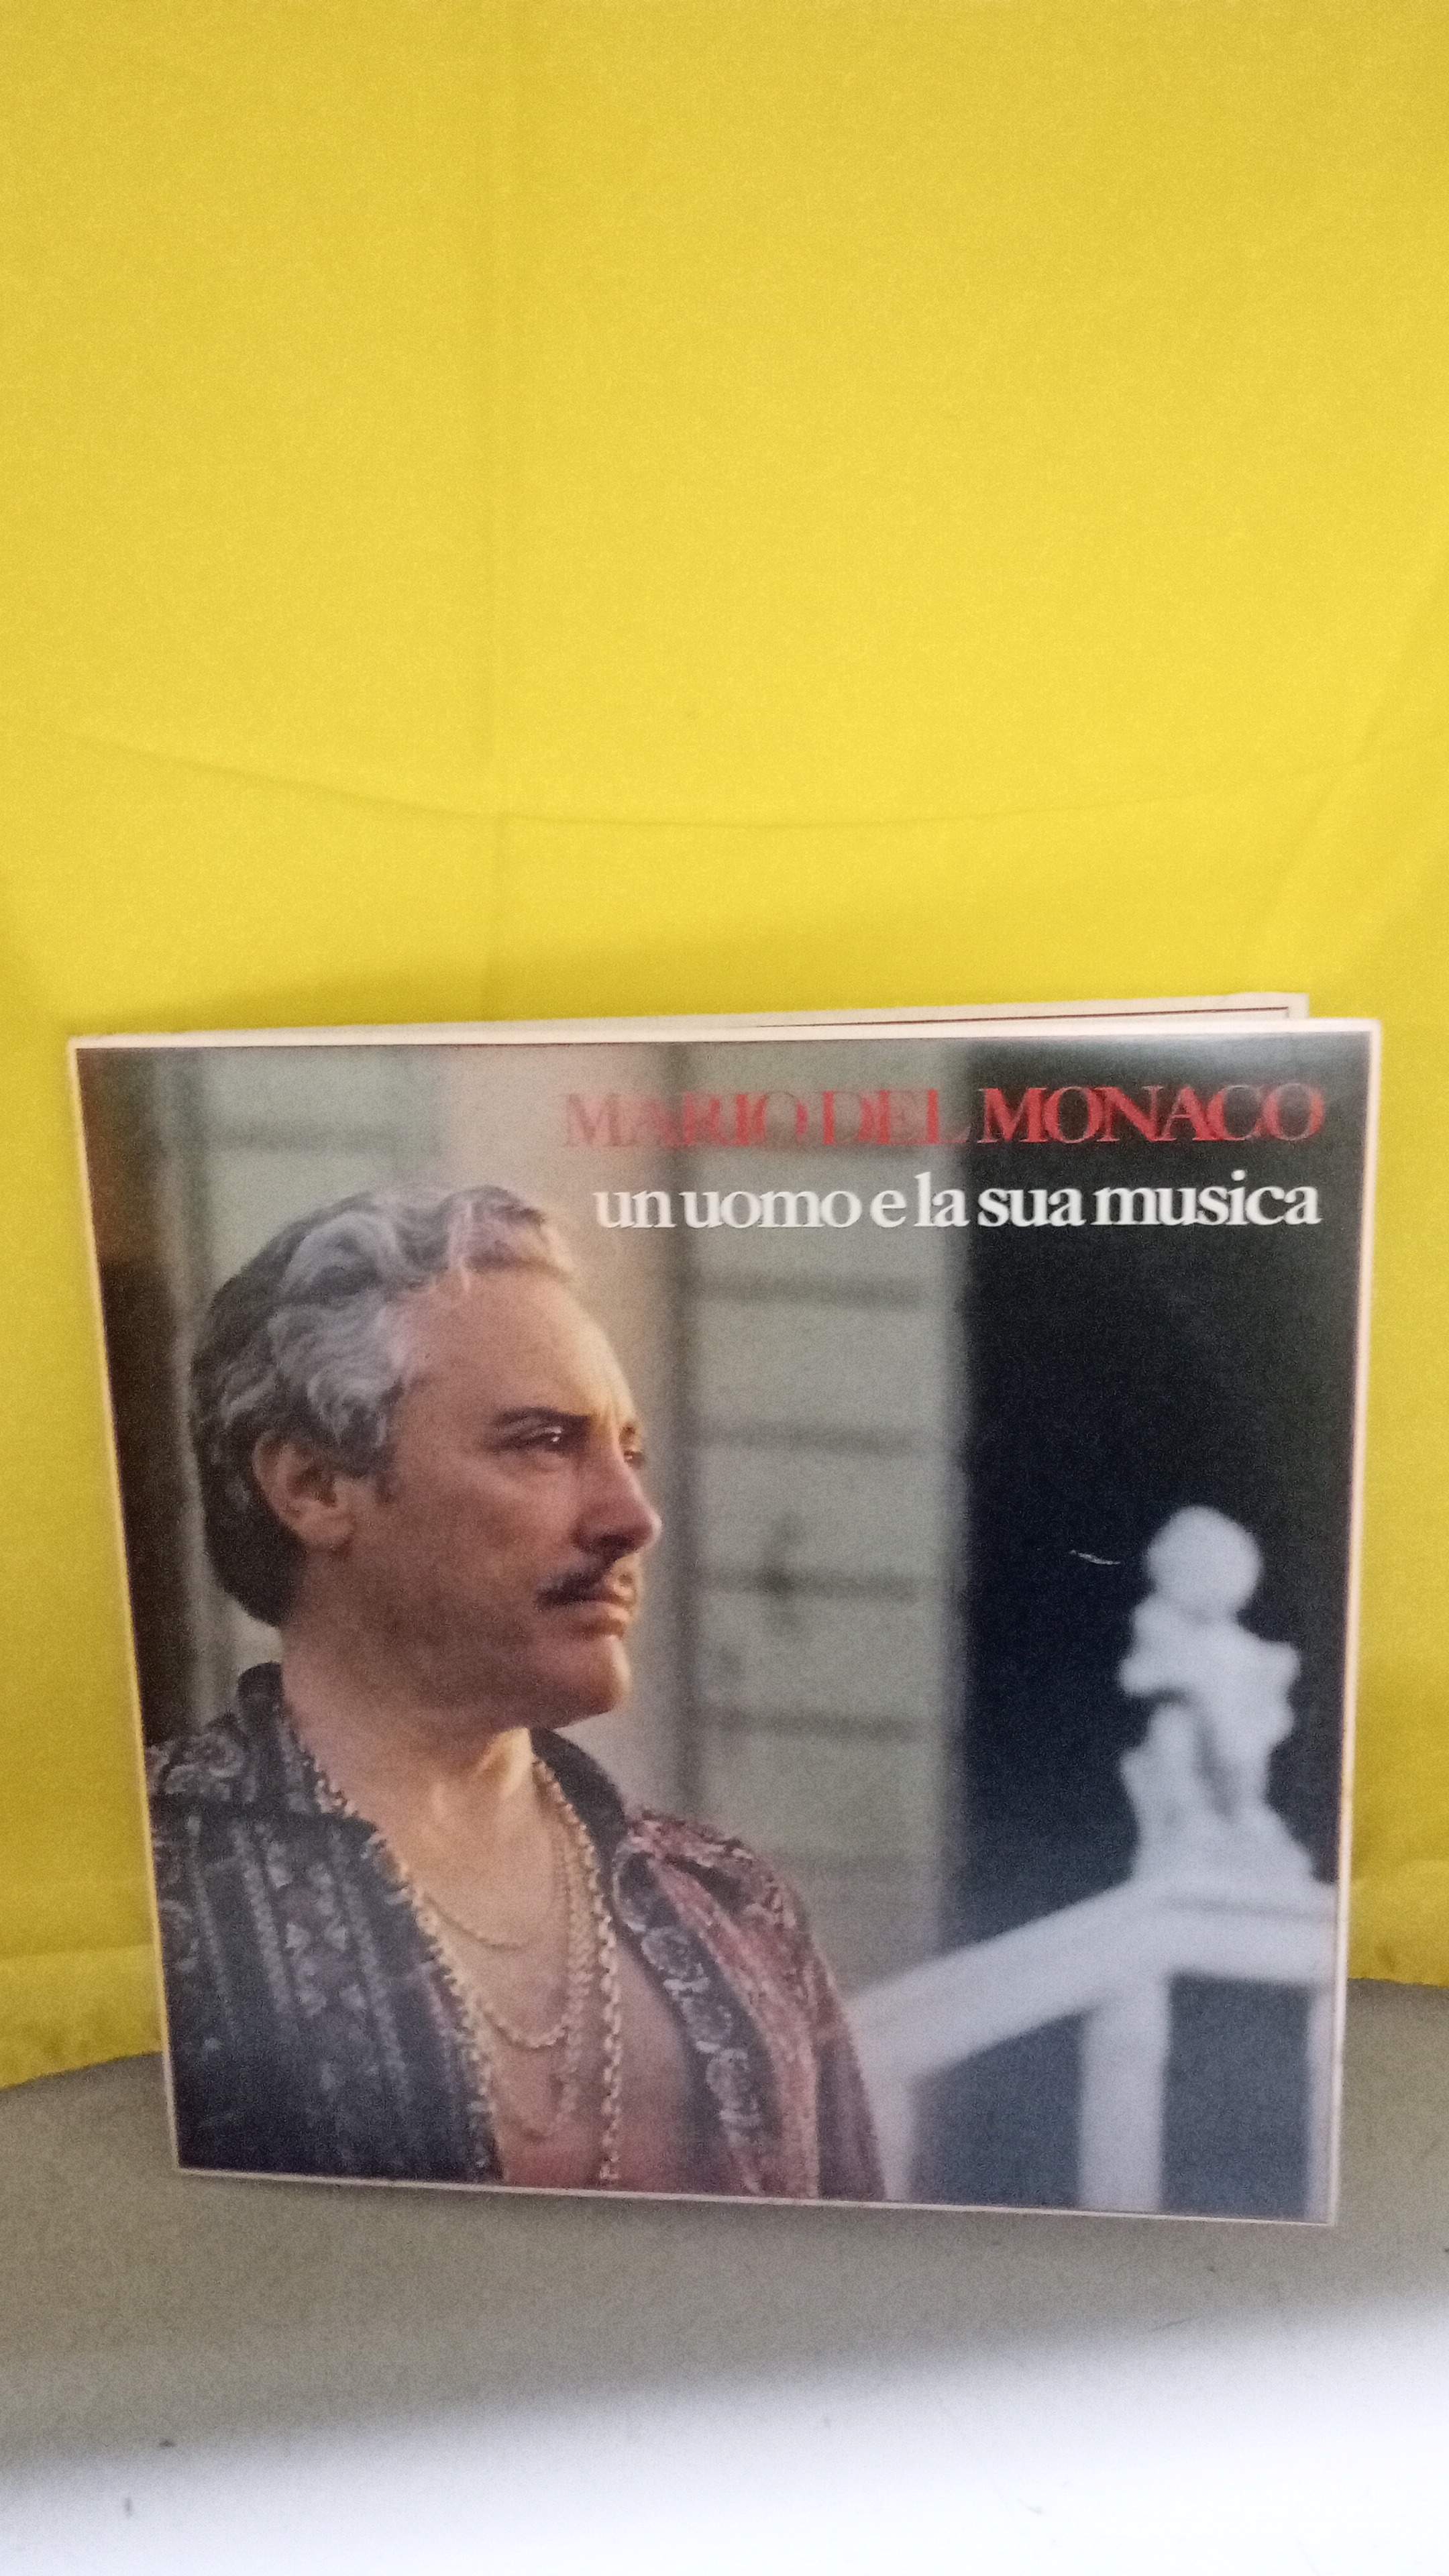 MARIO DEL MONACO
un uomo e la sua musica